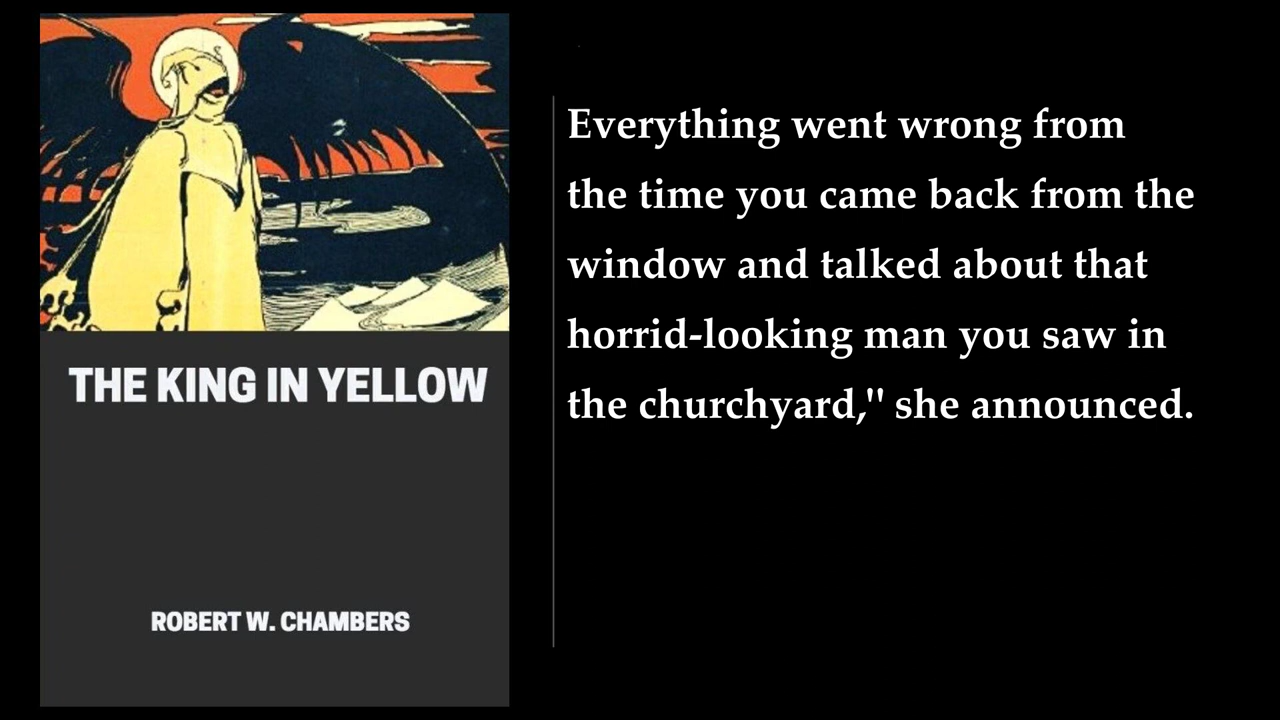 THE KING IN YELLOW
ROBERT W. CHAMBERS
Everything went wrong from
the time you came back from the
window and talked about that
horrid-looking man you saw in
the churchyard," she announced.